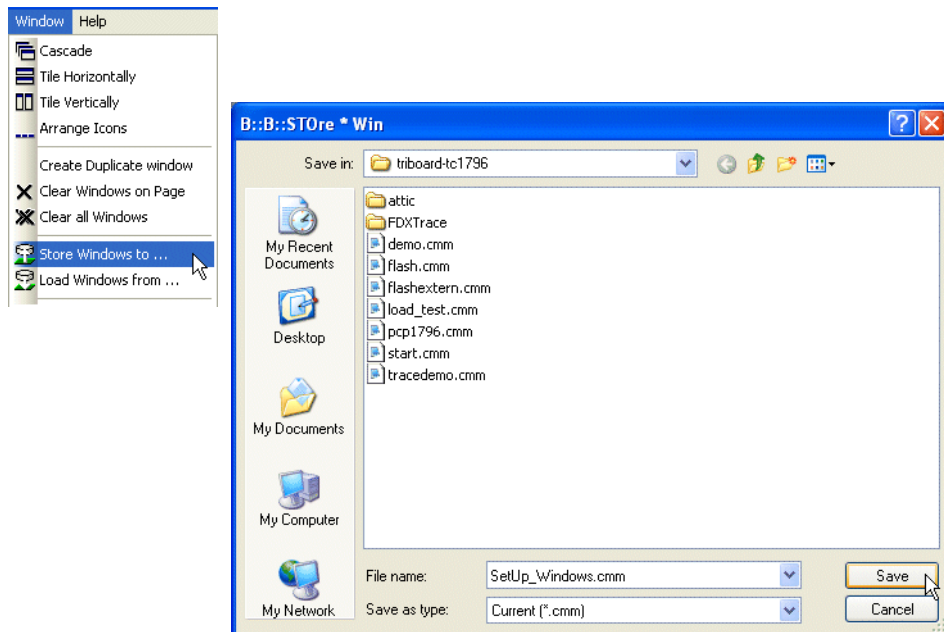 Window Help
Cascade
Tile Horizontally
Tile Vertically
Arrange Icons
Create Duplicate window
Clear Windows on Page
Clear all Windows
Store Windows to ...
Load Windows from ...
B::B::STOre * Win
Save in: triboard-tc1796
My Recent
Documents
Desktop
My Documents
My Computer
My Network
attic
FDXTrace
demo.cmm
flash.cmm
flashextern.cmm
load_test.cmm
pcp1796.cmm
start.cmm
tracedemo.cmm
File name: SetUp_Windows.cmm Save
Save as type: Current (*.cmm) Cancel